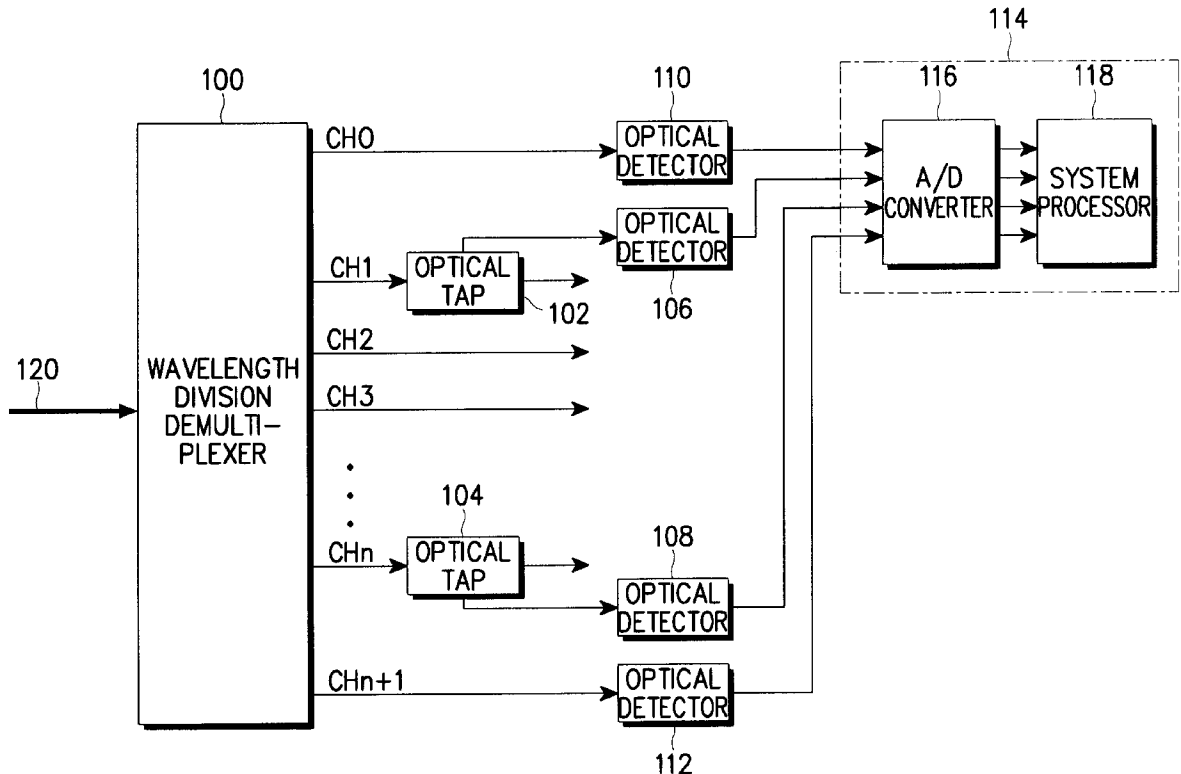 114
100
110
116
118
CH0
OPTICAL
DETECTOR
A/D
CONVERTER
SYSTEM
PROCESSOR
OPTICAL
DETECTOR
106
CH1
OPTICAL
TAP
102
CH2
120
WAVELENGTH
DIVISION
DEMULTI-
PLEXER
CH3
104
CHn
OPTICAL
TAP
108
OPTICAL
DETECTOR
CHn+1
OPTICAL
DETECTOR
112